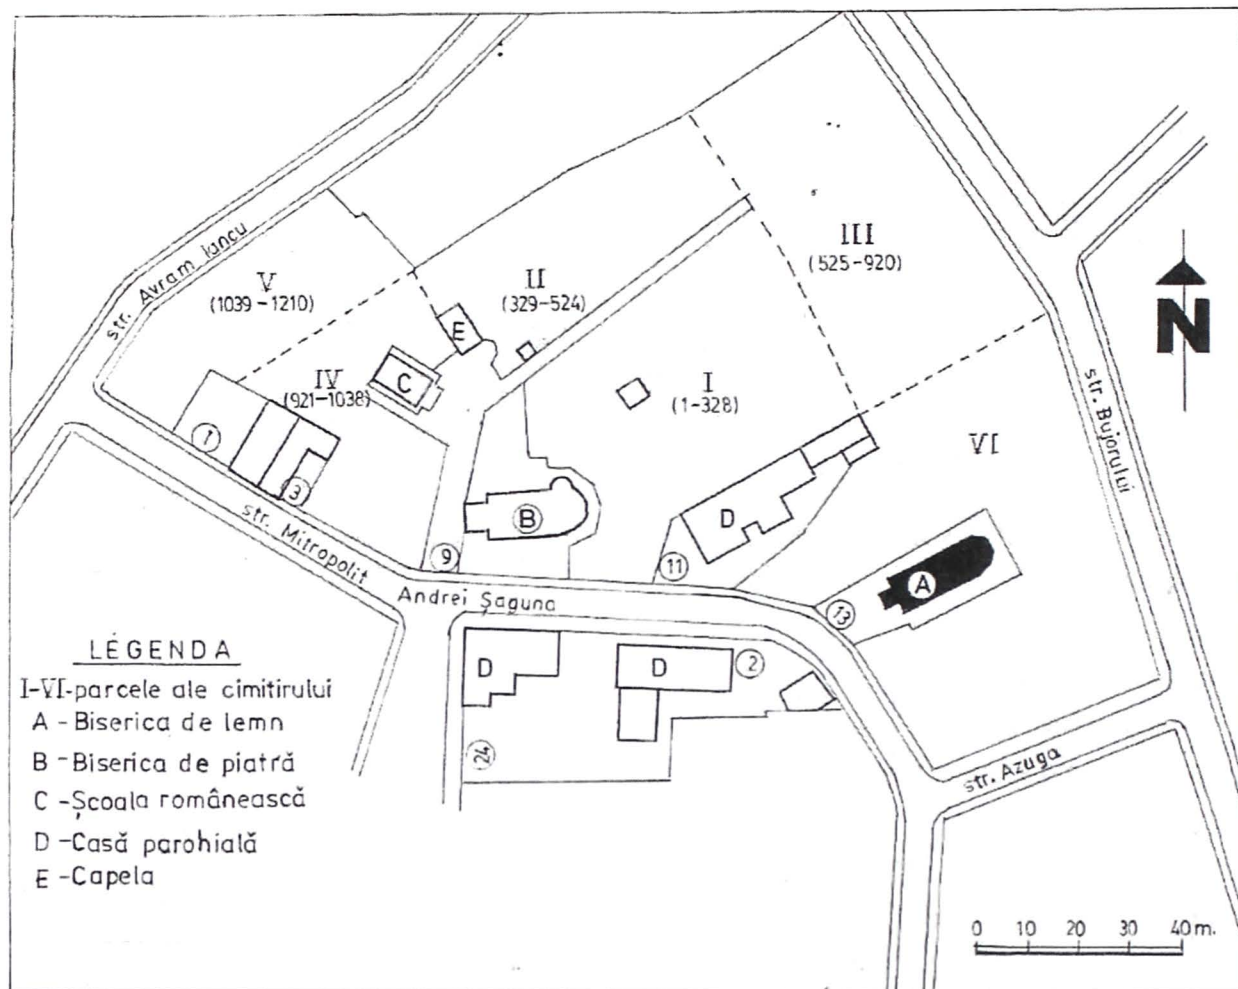 str. Avram Iancu
V
(1039-1210)
II
(329-524)
III
(525-920)
N
E
C
IV
(921-1038)
I
(1-328)
VI
str. Bujorului
1
3
str. Mitropolit
Andrei Șaguna
9
B
D
11
A
13
D
D
2
24
str. Azuga
LEGENDA
I-VI-parcele ale cimitirului
A - Biserica de lemn
B - Biserica de piatră
C - Școala românească
D - Casă parohială
E - Capela
0 10 20 30 40 m.